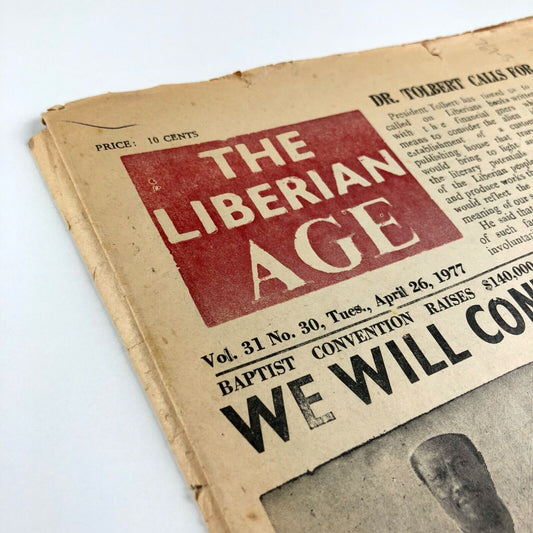 PRICE: 10 CENTS
THE
LIBERIAN
AGE
Vol. 31 No. 30, Tues., April 26, 1977
DR. TOLBERT CALLS FOR
President Tolbert has
called on Liberians
with the financial
means to consider the
establishment of a
publishing house
would bring to light,
the literary potential
of the Liberian people
and produce works
would reflect the
meaning of our
He said that
of such
BAPTIST CONVENTION RAISES $140,000
WE WILL CON